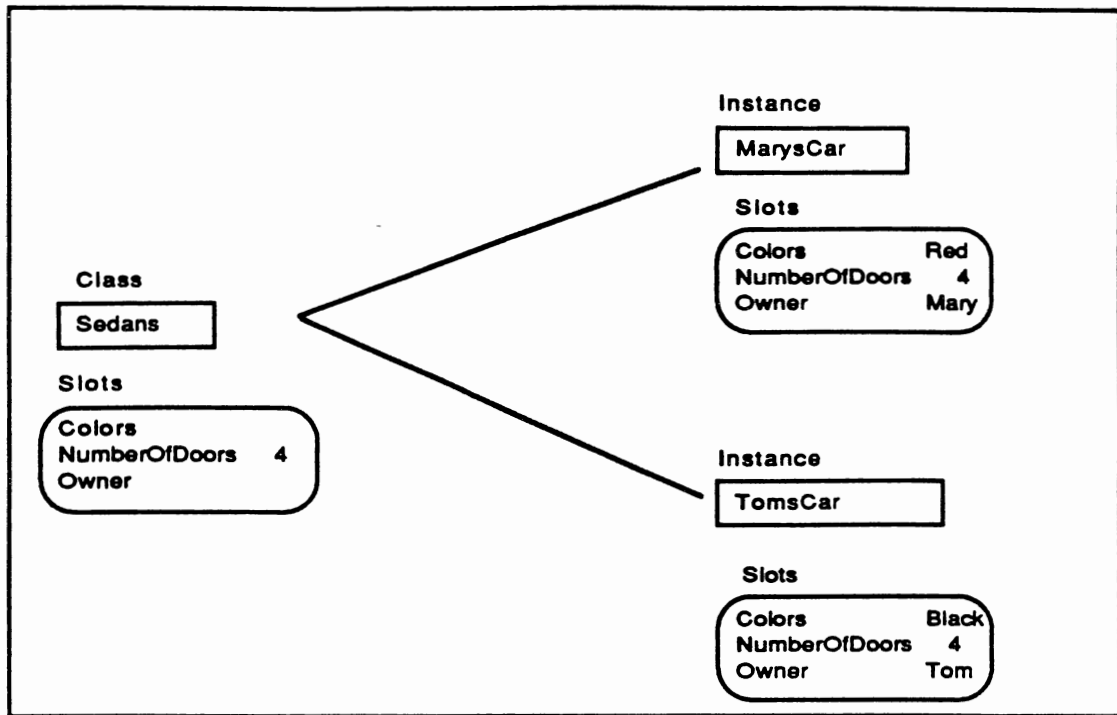 Class
Sedans
Slots
Colors
NumberOfDoors 4
Owner
Instance
MarysCar
Slots
Colors Red
NumberOfDoors 4
Owner Mary
Instance
TomsCar
Slots
Colors Black
NumberOfDoors 4
Owner Tom